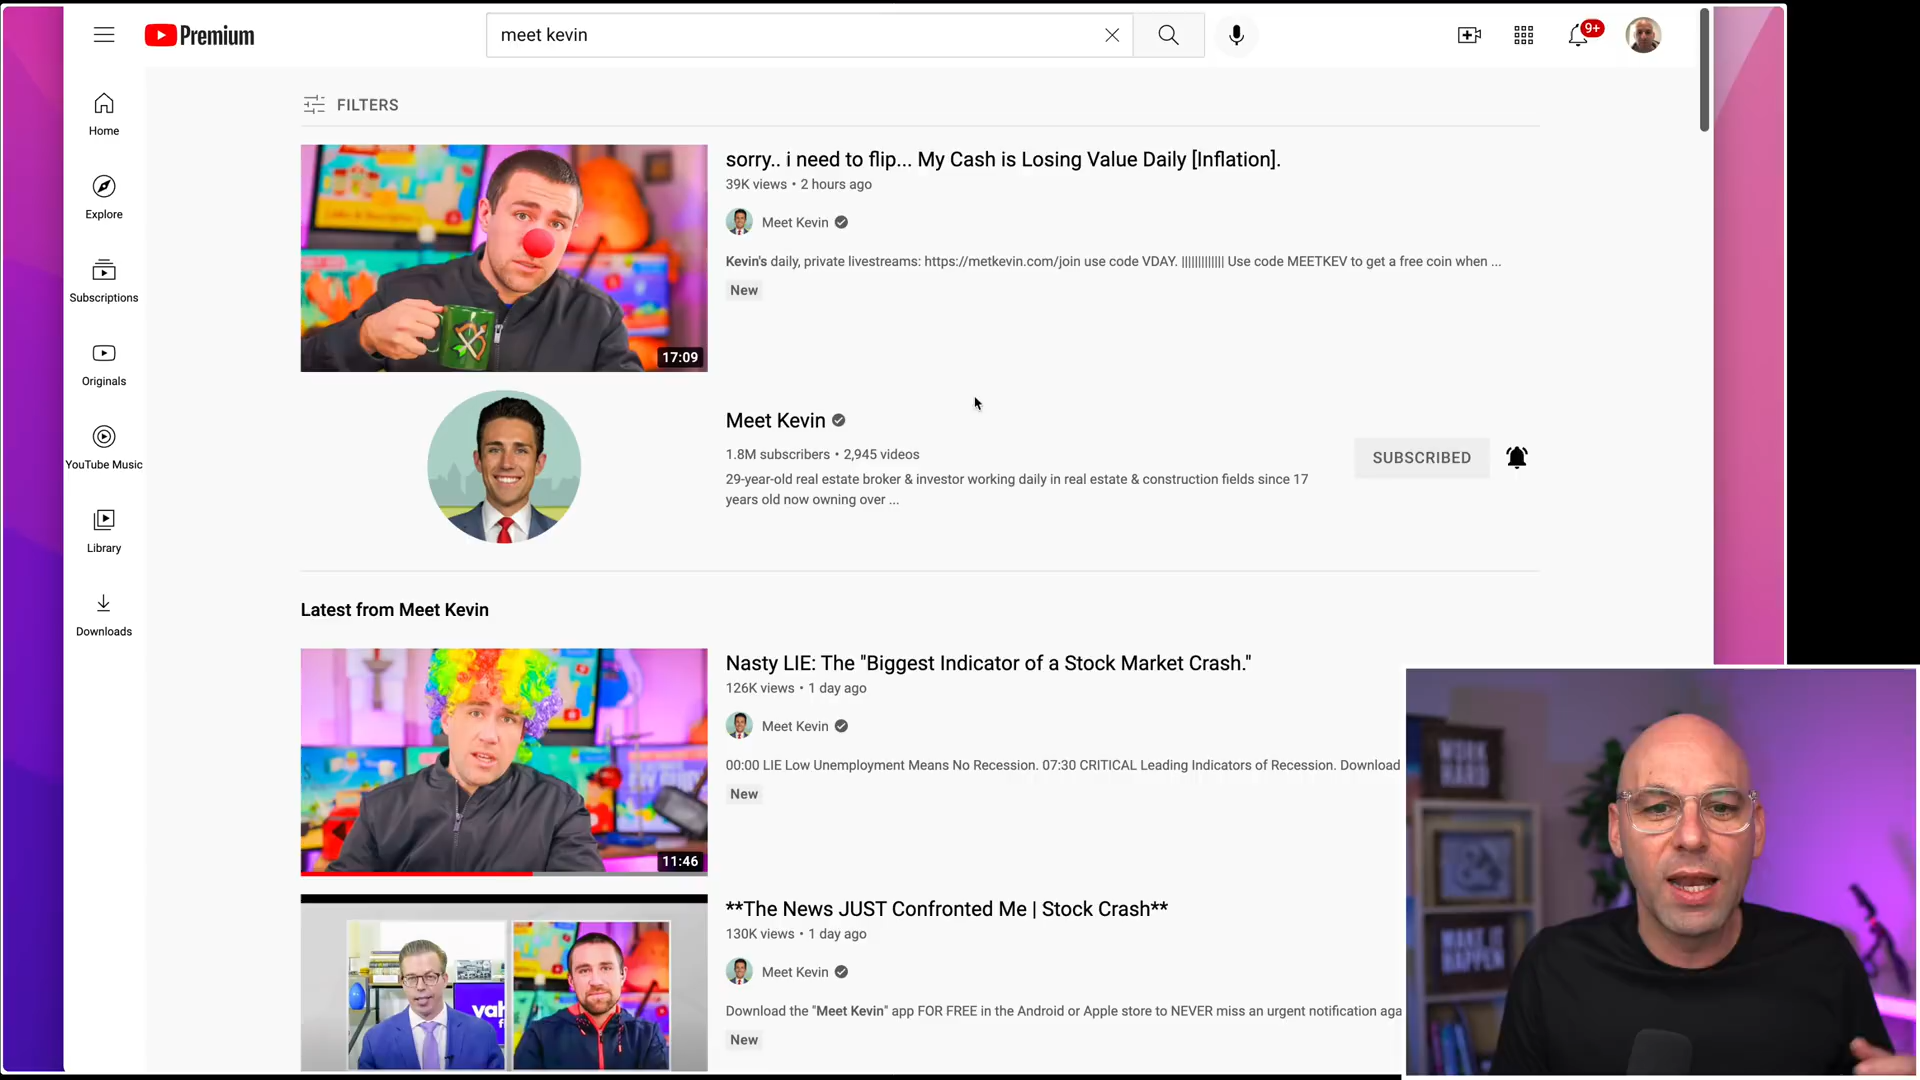 Premium
meet kevin
9+
Home
Explore
Subscriptions
Originals
YouTube Music
Library
Downloads
FILTERS
17:09
sorry.. i need to flip... My Cash is Losing Value Daily [Inflation].
39K views • 2 hours ago
Meet Kevin
Kevin's daily, private livestreams: https://metkevin.com/join use code VDAY. ||||||||||||| Use code MEETKEV to get a free coin when ...
New
Meet Kevin
1.8M subscribers • 2,945 videos
29-year-old real estate broker & investor working daily in real estate & construction fields since 17
years old now owning over ...
SUBSCRIBED
Latest from Meet Kevin
11:46
Nasty LIE: The "Biggest Indicator of a Stock Market Crash."
126K views • 1 day ago
Meet Kevin
00:00 LIE Low Unemployment Means No Recession. 07:30 CRITICAL Leading Indicators of Recession. Download
New
**The News JUST Confronted Me | Stock Crash**
130K views • 1 day ago
Meet Kevin
Download the "Meet Kevin" app FOR FREE in the Android or Apple store to NEVER miss an urgent notification aga
New
WORK
HARD
MAKE IT
HAPPEN